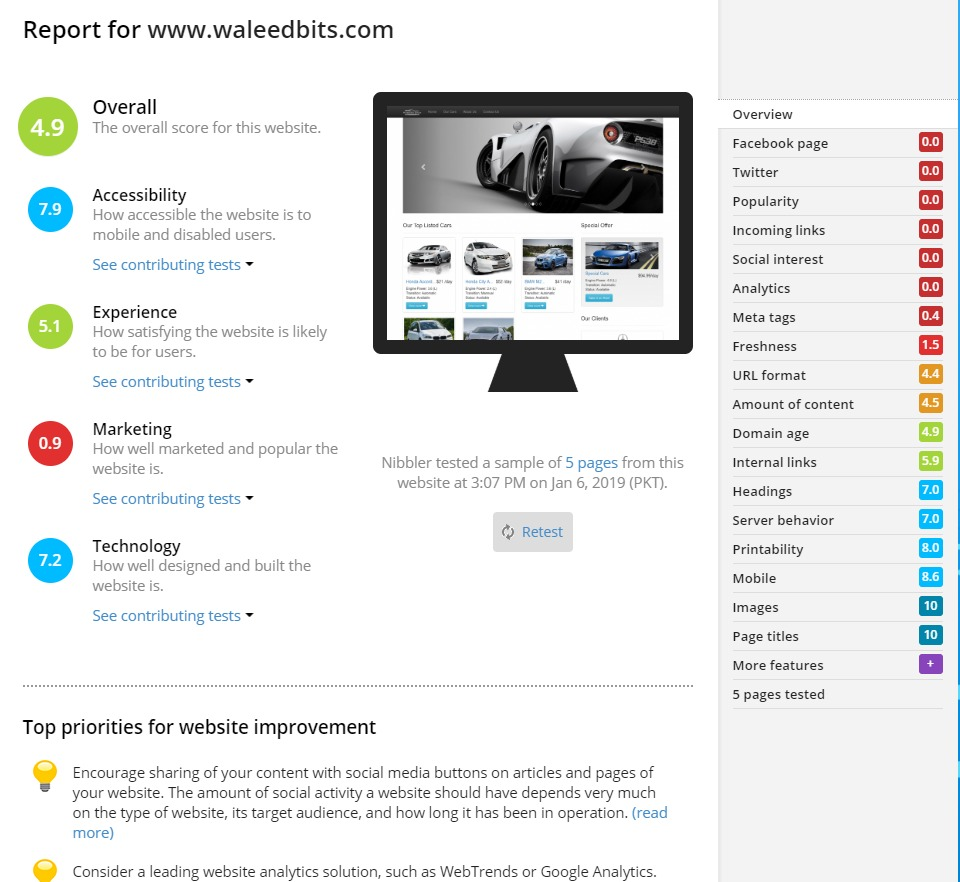 Report for www.waleedbits.com
4.9
Overall
The overall score for this website.
7.9
Accessibility
How accessible the website is to
mobile and disabled users.
See contributing tests
5.1
Experience
How satisfying the website is likely
to be for users.
See contributing tests
0.9
Marketing
How well marketed and popular the
website is.
See contributing tests
7.2
Technology
How well designed and built the
website is.
See contributing tests
Our Top Listed Cars
Special Offer
Special Cars
Our Clients
Nibbler tested a sample of 5 pages from this
website at 3:07 PM on Jan 6, 2019 (PKT).
Retest
Top priorities for website improvement
Encourage sharing of your content with social media buttons on articles and pages of
your website. The amount of social activity a website should have depends very much
on the type of website, its target audience, and how long it has been in operation. (read
more)
Consider a leading website analytics solution, such as WebTrends or Google Analytics.
Overview
Facebook page 0.0
Twitter 0.0
Popularity 0.0
Incoming links 0.0
Social interest 0.0
Analytics 0.0
Meta tags 0.4
Freshness 1.5
URL format 4.4
Amount of content 4.5
Domain age 4.9
Internal links 5.9
Headings 7.0
Server behavior 7.0
Printability 8.0
Mobile 8.6
Images 10
Page titles 10
More features +
5 pages tested